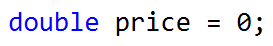 double price = 0;